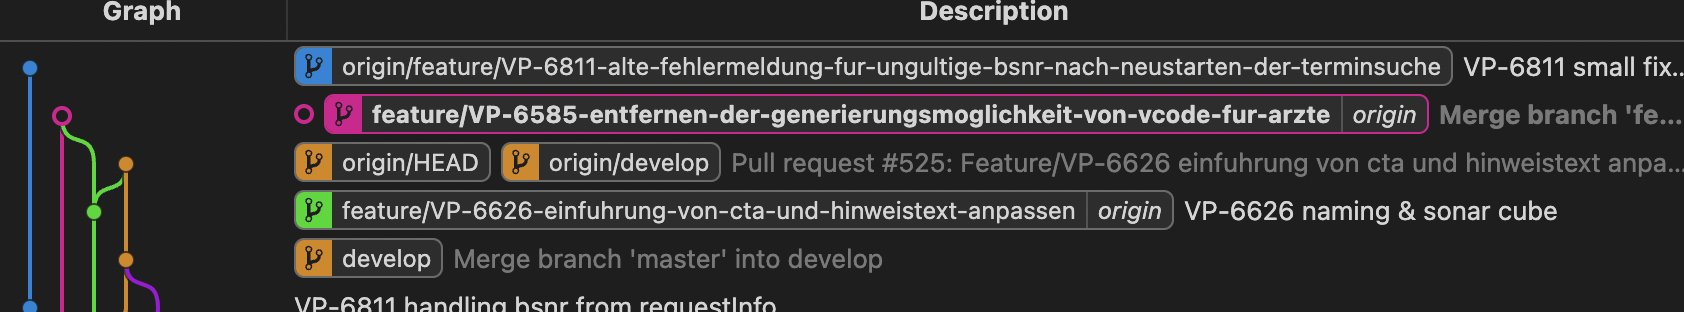 Graph Description
origin/feature/VP-6811-alte-fehlermeldung-fur-ungultige-bsnr-nach-neustarten-der-terminsuche VP-6811 small fix...
feature/VP-6585-entfernen-der-generierungsmoglichkeit-von-vcode-fur-arzte origin Merge branch 'fe...
origin/HEAD origin/develop Pull request #525: Feature/VP-6626 einfuhrung von cta und hinweistext anpa...
feature/VP-6626-einfuhrung-von-cta-und-hinweistext-anpassen origin VP-6626 naming & sonar cube
develop Merge branch 'master' into develop
VP-6811 handling bsnr from requestInfo